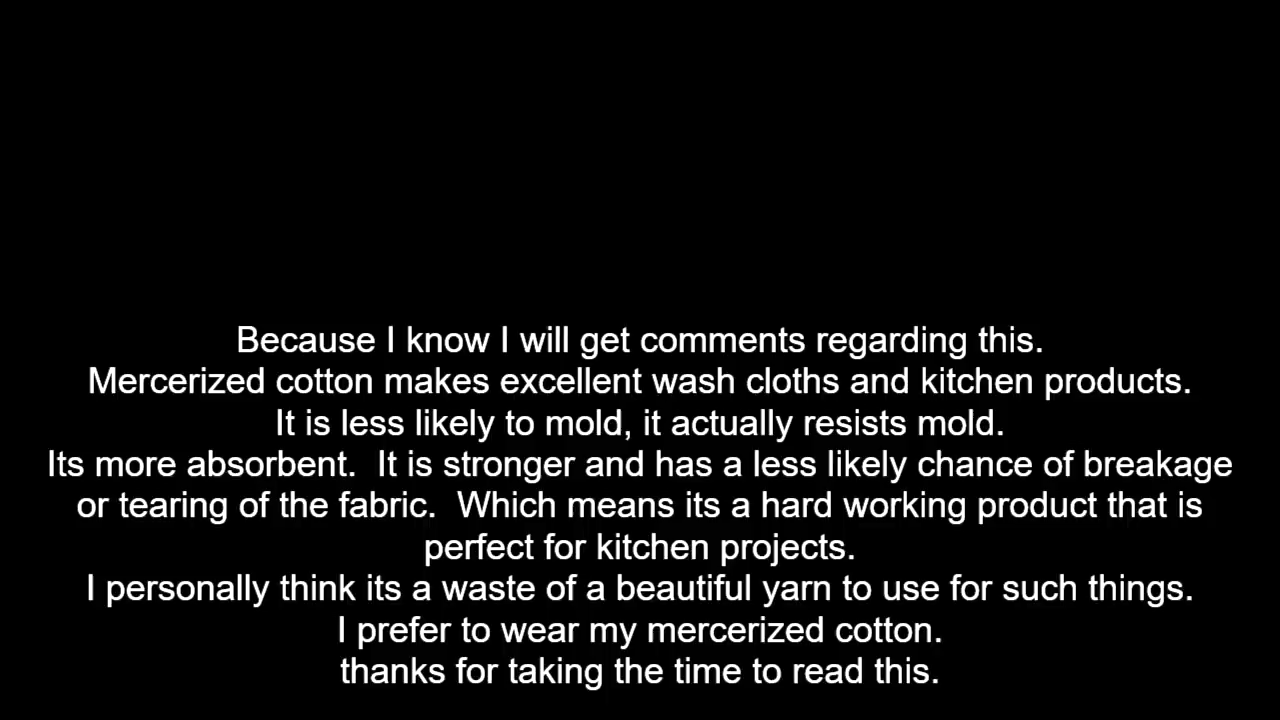 Because I know I will get comments regarding this.
Mercerized cotton makes excellent wash cloths and kitchen products.
It is less likely to mold, it actually resists mold.
Its more absorbent.  It is stronger and has a less likely chance of breakage
or tearing of the fabric.  Which means its a hard working product that is
perfect for kitchen projects.
I personally think its a waste of a beautiful yarn to use for such things.
I prefer to wear my mercerized cotton.
thanks for taking the time to read this.